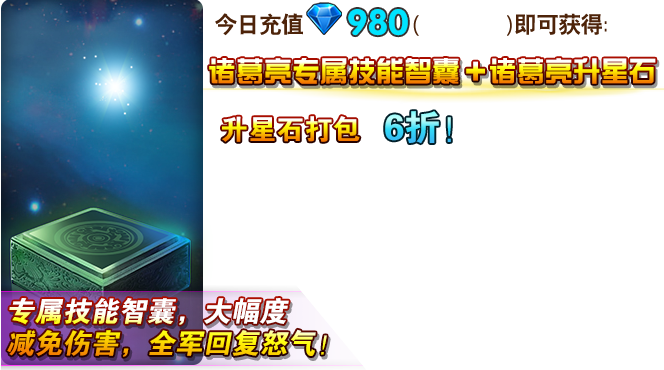 今日充值980( )即可获得:
诸葛亮专属技能智囊+诸葛亮升星石
升星石打包 6折!
专属技能智囊，大幅度
减免伤害，全军回复怒气!